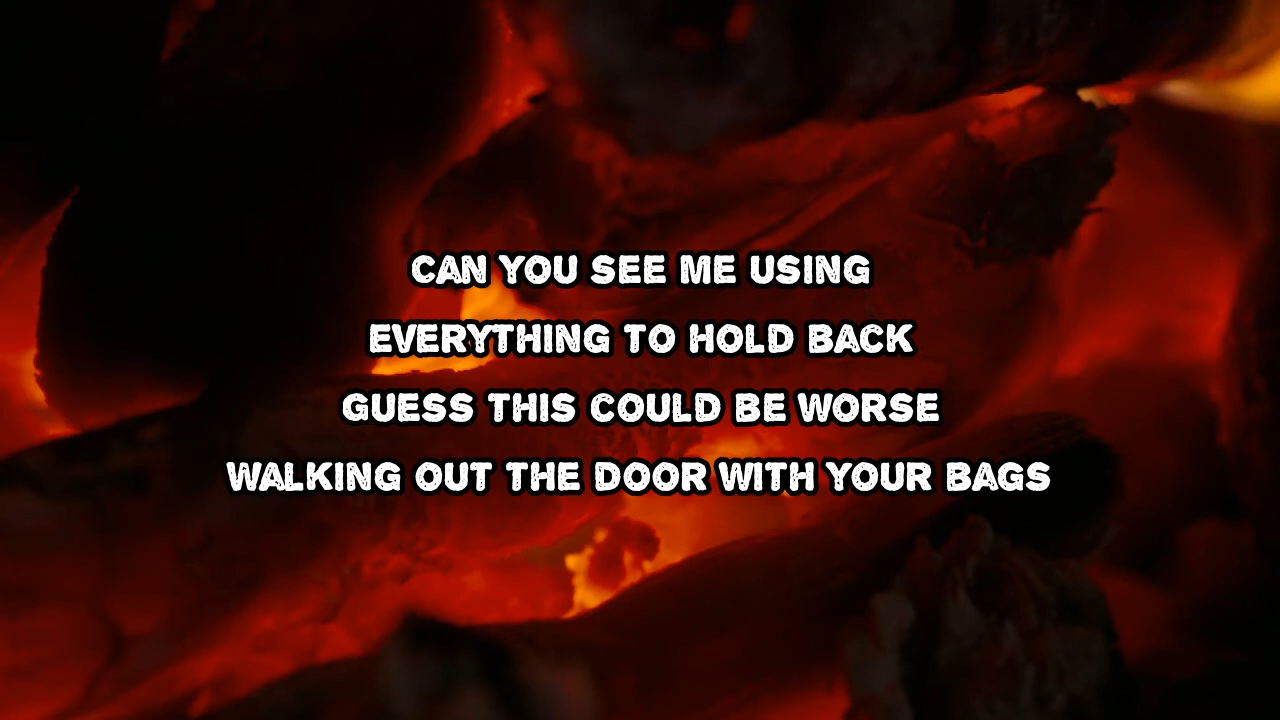 CAN YOU SEE ME USING
EVERYTHING TO HOLD BACK
GUESS THIS COULD BE WORSE
WALKING OUT THE DOOR WITH YOUR BAGS